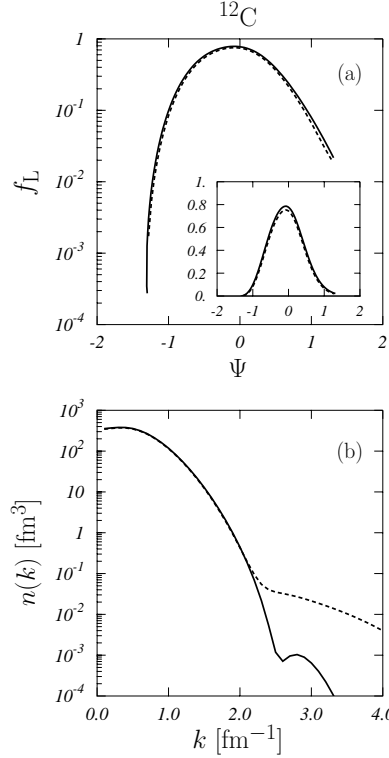 ¹²C
1
(a)
10⁻¹
f_L
10⁻²
10⁻³
10⁻⁴
1.
0.8
0.6
0.4
0.2
0.
-2 -1 0 1 2
-2 -1 0 1 2
Ψ
10³
(b)
10²
10
1
n(k) [fm³]
10⁻¹
10⁻²
10⁻³
10⁻⁴
0.0 1.0 2.0 3.0 4.0
k [fm⁻¹]